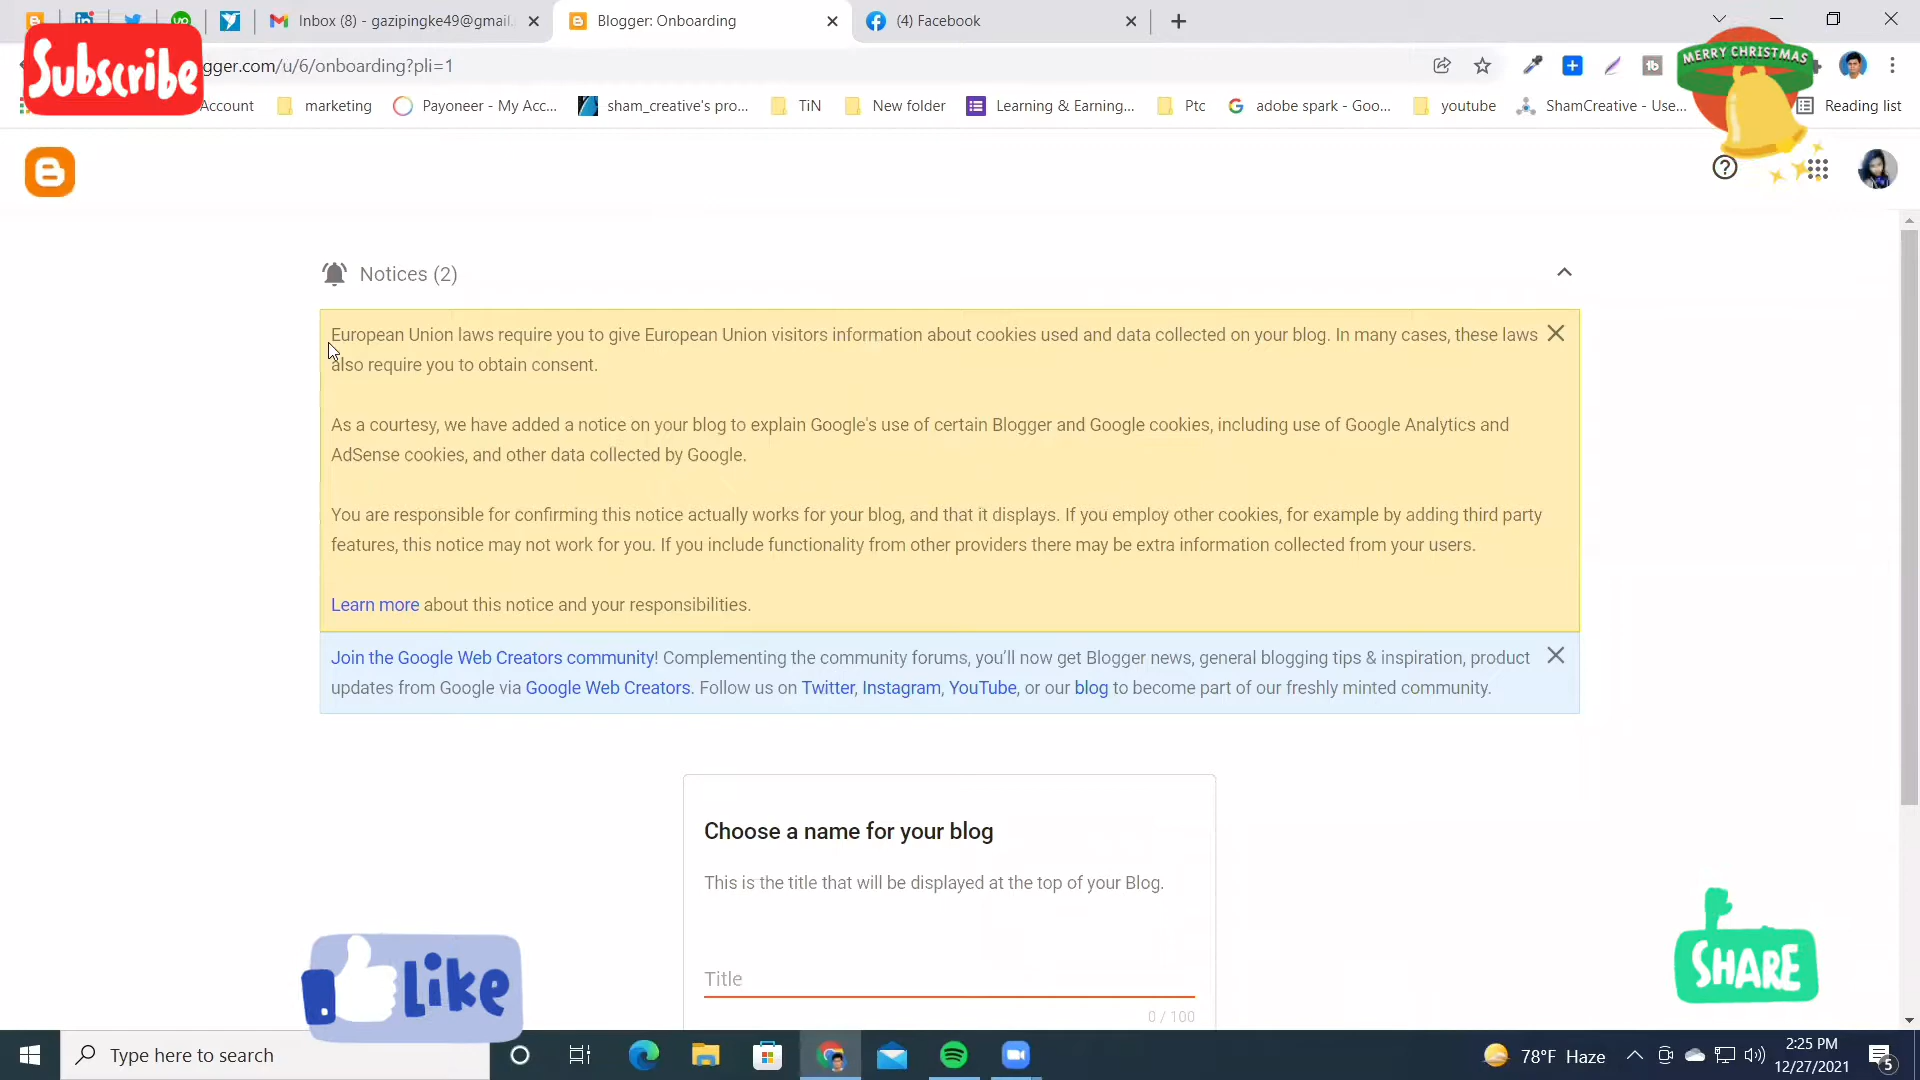 Inbox (8) - gazipingke49@gmail.
Blogger: Onboarding
(4) Facebook
Subscribe
gger.com/u/6/onboarding?pli=1
MERRY CHRISTMAS
Account
marketing
Payoneer - My Acc...
sham_creative's pro...
TiN
New folder
Learning & Earning...
Ptc
adobe spark - Goo...
youtube
ShamCreative - Use...
Reading list
Notices (2)
European Union laws require you to give European Union visitors information about cookies used and data collected on your blog. In many cases, these laws
also require you to obtain consent.
As a courtesy, we have added a notice on your blog to explain Google's use of certain Blogger and Google cookies, including use of Google Analytics and
AdSense cookies, and other data collected by Google.
You are responsible for confirming this notice actually works for your blog, and that it displays. If you employ other cookies, for example by adding third party
features, this notice may not work for you. If you include functionality from other providers there may be extra information collected from your users.
Learn more about this notice and your responsibilities.
Join the Google Web Creators community! Complementing the community forums, you’ll now get Blogger news, general blogging tips & inspiration, product
updates from Google via Google Web Creators. Follow us on Twitter, Instagram, YouTube, or our blog to become part of our freshly minted community.
Choose a name for your blog
This is the title that will be displayed at the top of your Blog.
Title
0 / 100
Like
SHARE
Type here to search
78°F Haze
2:25 PM
12/27/2021
5